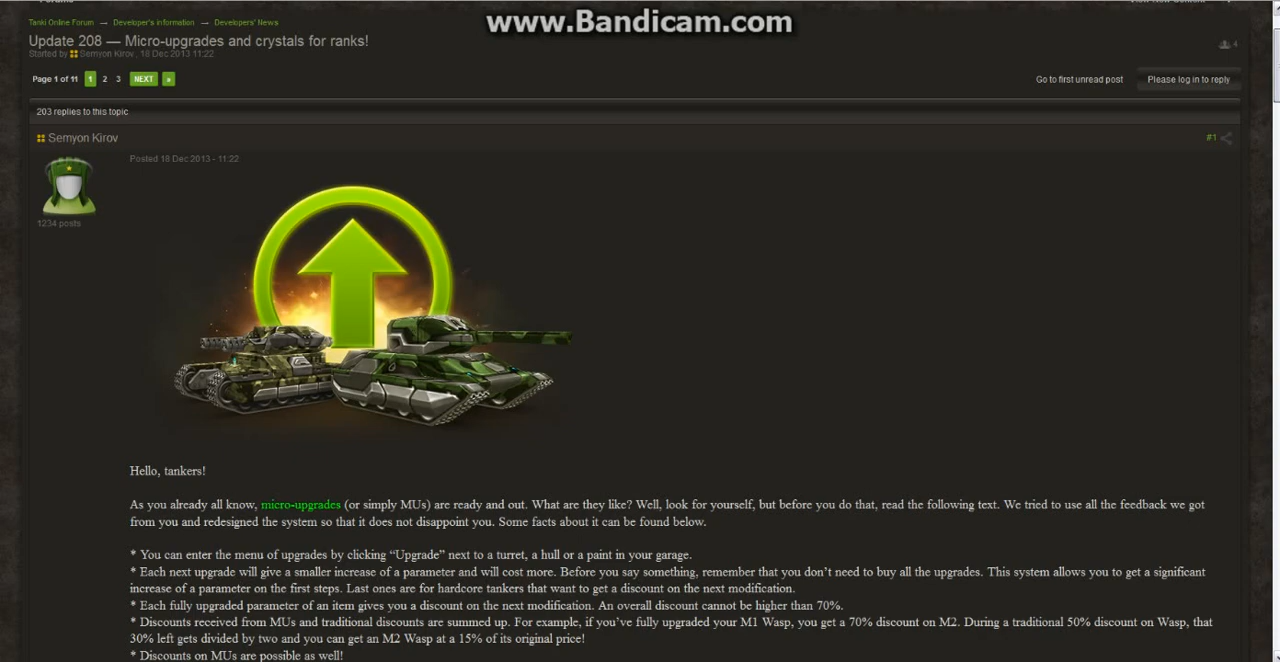 www.Bandicam.com
Tanki Online Forum → Developer's information → Developers' News
Update 208 — Micro-upgrades and crystals for ranks!
Started by Semyon Kirov , 18 Dec 2013 11:22
4
Page 1 of 11 1 2 3 NEXT »
Go to first unread post Please log in to reply
203 replies to this topic
Semyon Kirov
#1
Posted 18 Dec 2013 - 11:22
1234 posts
Hello, tankers!
As you already all know, micro-upgrades (or simply MUs) are ready and out. What are they like? Well, look for yourself, but before you do that, read the following text. We tried to use all the feedback we got
from you and redesigned the system so that it does not disappoint you. Some facts about it can be found below.
* You can enter the menu of upgrades by clicking “Upgrade” next to a turret, a hull or a paint in your garage.
* Each next upgrade will give a smaller increase of a parameter and will cost more. Before you say something, remember that you don’t need to buy all the upgrades. This system allows you to get a significant
increase of a parameter on the first steps. Last ones are for hardcore tankers that want to get a discount on the next modification.
* Each fully upgraded parameter of an item gives you a discount on the next modification. An overall discount cannot be higher than 70%.
* Discounts received from MUs and traditional discounts are summed up. For example, if you’ve fully upgraded your M1 Wasp, you get a 70% discount on M2. During a traditional 50% discount on Wasp, that
30% left gets divided by two and you can get an M2 Wasp at a 15% of its original price!
* Discounts on MUs are possible as well!